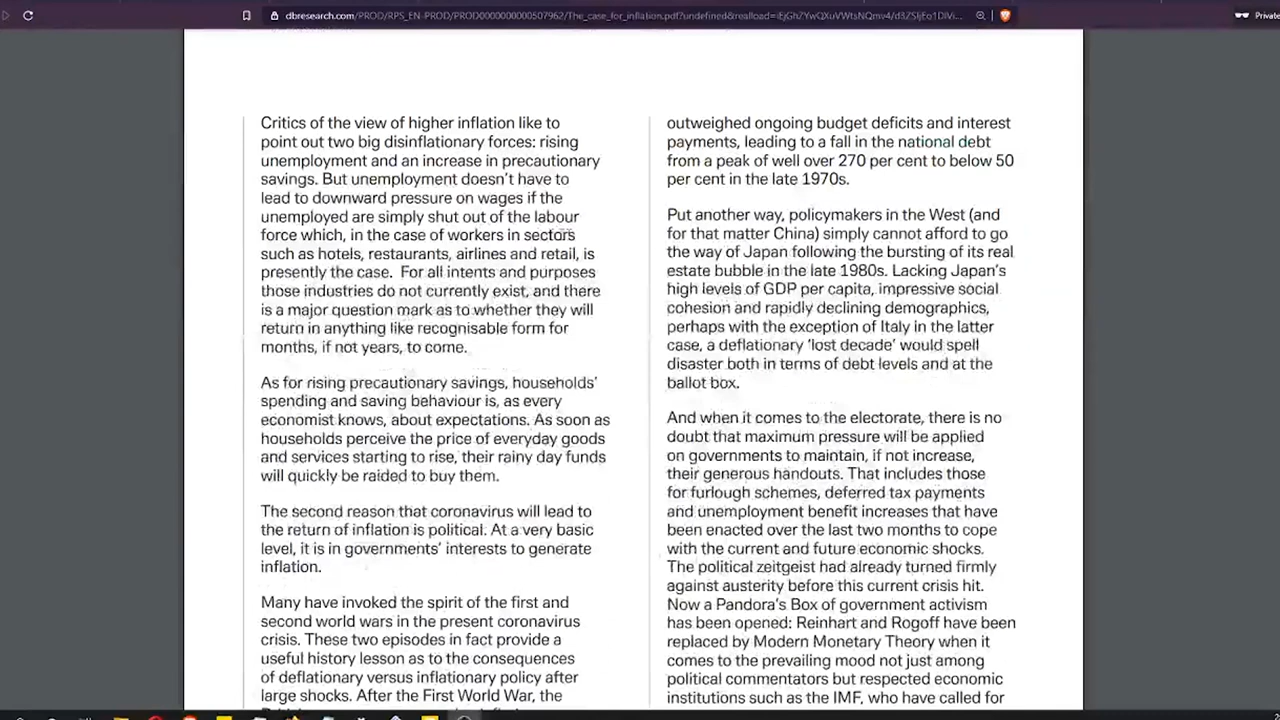 dbresearch.com/PROD/RPS_EN-PROD/PROD0000000000507962/The_case_for_inflation.pdf?undefined&realload=
Private
Critics of the view of higher inflation like to
point out two big disinflationary forces: rising
unemployment and an increase in precautionary
savings. But unemployment doesn't have to
lead to downward pressure on wages if the
unemployed are simply shut out of the labour
force which, in the case of workers in sectors
such as hotels, restaurants, airlines and retail, is
presently the case. For all intents and purposes
those industries do not currently exist, and there
is a major question mark as to whether they will
return in anything like recognisable form for
months, if not years, to come.
As for rising precautionary savings, households'
spending and saving behaviour is, as every
economist knows, about expectations. As soon as
households perceive the price of everyday goods
and services starting to rise, their rainy day funds
will quickly be raided to buy them.
The second reason that coronavirus will lead to
the return of inflation is political. At a very basic
level, it is in governments' interests to generate
inflation.
Many have invoked the spirit of the first and
second world wars in the present coronavirus
crisis. These two episodes in fact provide a
useful history lesson as to the consequences
of deflationary versus inflationary policy after
large shocks. After the First World War, the
outweighed ongoing budget deficits and interest
payments, leading to a fall in the national debt
from a peak of well over 270 per cent to below 50
per cent in the late 1970s.
Put another way, policymakers in the West (and
for that matter China) simply cannot afford to go
the way of Japan following the bursting of its real
estate bubble in the late 1980s. Lacking Japan's
high levels of GDP per capita, impressive social
cohesion and rapidly declining demographics,
perhaps with the exception of Italy in the latter
case, a deflationary 'lost decade' would spell
disaster both in terms of debt levels and at the
ballot box.
And when it comes to the electorate, there is no
doubt that maximum pressure will be applied
on governments to maintain, if not increase,
their generous handouts. That includes those
for furlough schemes, deferred tax payments
and unemployment benefit increases that have
been enacted over the last two months to cope
with the current and future economic shocks.
The political zeitgeist had already turned firmly
against austerity before this current crisis hit.
Now a Pandora's Box of government activism
has been opened: Reinhart and Rogoff have been
replaced by Modern Monetary Theory when it
comes to the prevailing mood not just among
political commentators but respected economic
institutions such as the IMF, who have called for